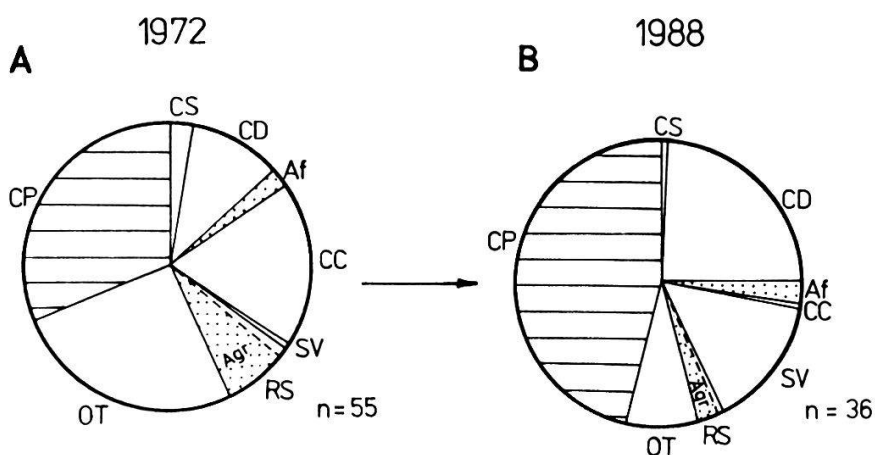 1972
A
CS
CD
Af
CP
CC
SV
Agr
RS
OT
n=55
1988
B
CS
CD
CP
Af
CC
SV
Agr
RS
OT
n=36